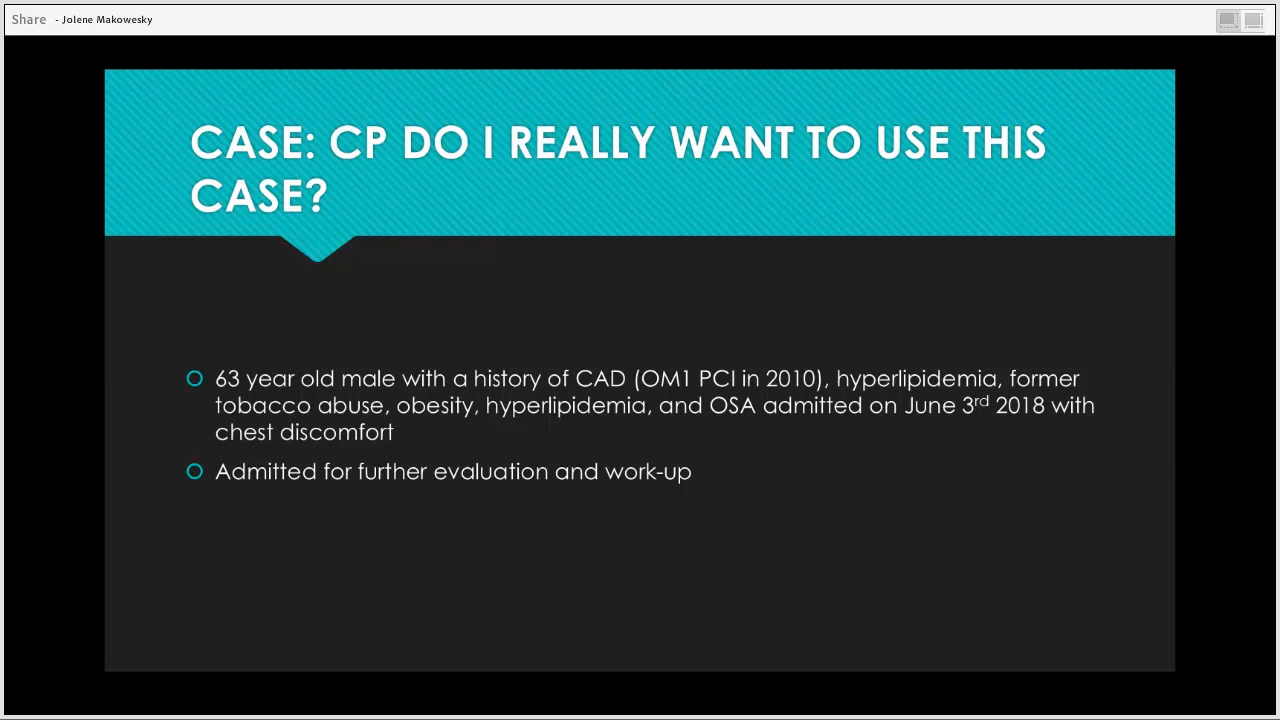 Share - Jolene Makowesky
CASE: CP DO I REALLY WANT TO USE THIS
CASE?
63 year old male with a history of CAD (OM1 PCI in 2010), hyperlipidemia, former
tobacco abuse, obesity, hyperlipidemia, and OSA admitted on June 3rd 2018 with
chest discomfort
Admitted for further evaluation and work-up